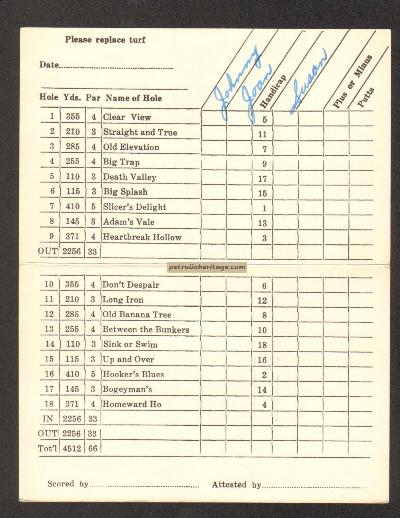 Please replace turf
Date
Johnny
Joan
Handicap
Susan
Plus or Minus
Putts
Hole Yds. Par Name of Hole
1 355 4 Clear View 5
2 210 3 Straight and True 11
3 285 4 Old Elevation 7
4 255 4 Big Trap 9
5 110 3 Death Valley 17
6 115 3 Big Splash 15
7 410 5 Slicer's Delight 1
8 145 3 Adam's Vale 13
9 371 4 Heartbreak Hollow 3
OUT 2256 33
petroliaheritage.com
10 355 4 Don't Despair 6
11 210 3 Long Iron 12
12 285 4 Old Banana Tree 8
13 255 4 Between the Bunkers 10
14 110 3 Sink or Swim 18
15 115 3 Up and Over 16
16 410 5 Hooker's Blues 2
17 145 3 Bogeyman's 14
18 371 4 Homeward Ho 4
IN 2256 33
OUT 2256 33
Tot'l 4512 66
Scored by Attested by